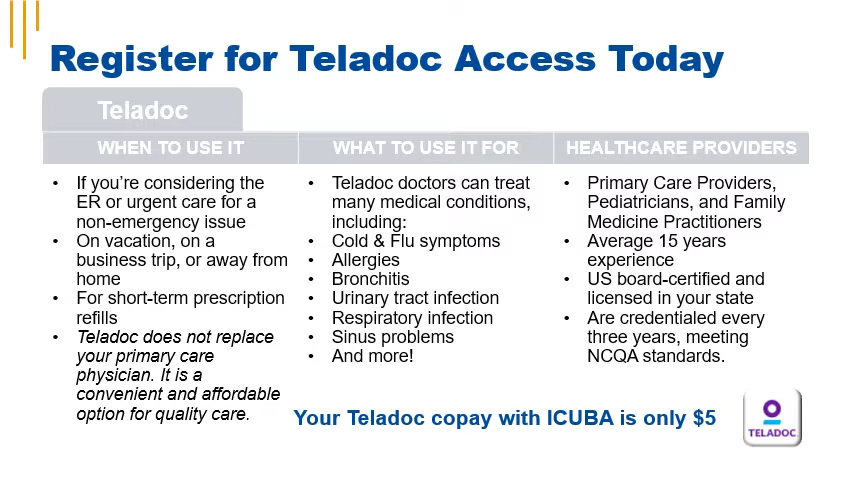 Register for Teladoc Access Today
Teladoc
WHEN TO USE IT
• If you’re considering the
ER or urgent care for a
non-emergency issue
• On vacation, on a
business trip, or away from
home
• For short-term prescription
refills
• Teladoc does not replace
your primary care
physician. It is a
convenient and affordable
option for quality care.
WHAT TO USE IT FOR
• Teladoc doctors can treat
many medical conditions,
including:
• Cold & Flu symptoms
• Allergies
• Bronchitis
• Urinary tract infection
• Respiratory infection
• Sinus problems
• And more!
HEALTHCARE PROVIDERS
• Primary Care Providers,
Pediatricians, and Family
Medicine Practitioners
• Average 15 years
experience
• US board-certified and
licensed in your state
• Are credentialed every
three years, meeting
NCQA standards.
Your Teladoc copay with ICUBA is only $5
TELADOC